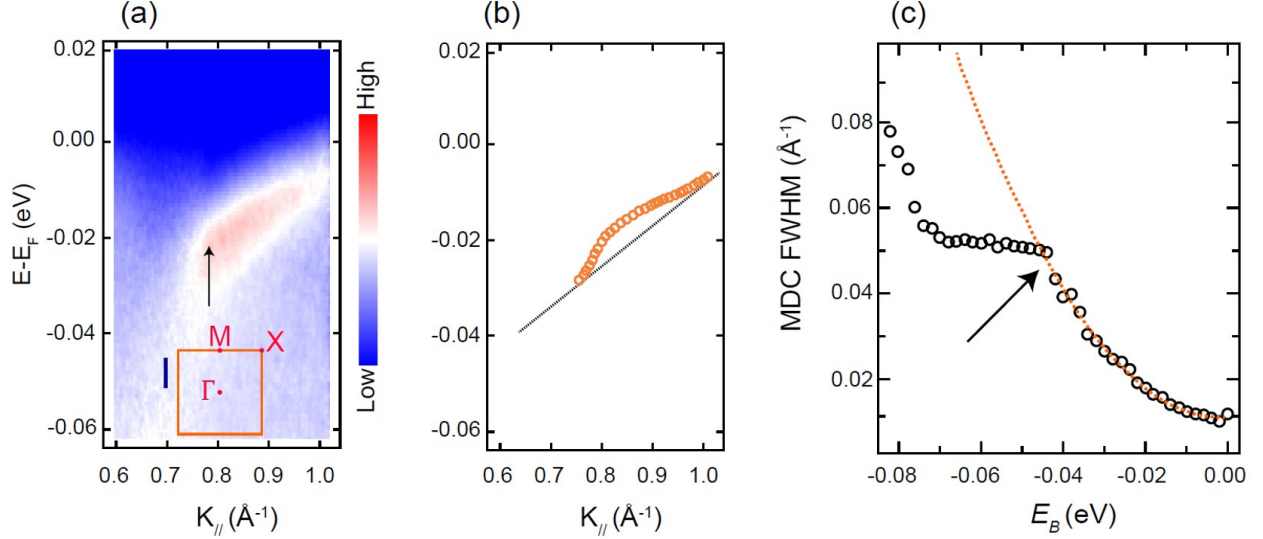 (a)
(b)
(c)
0.02
0.00
-0.02
-0.04
-0.06
E-E_F (eV)
0.6 0.7 0.8 0.9 1.0
K_// (Å⁻¹)
M
X
Γ
High
Low
0.02
0.00
-0.02
-0.04
-0.06
0.6 0.7 0.8 0.9 1.0
K_// (Å⁻¹)
MDC FWHM (Å⁻¹)
0.08
0.06
0.04
0.02
-0.08 -0.06 -0.04 -0.02 0.00
E_B (eV)